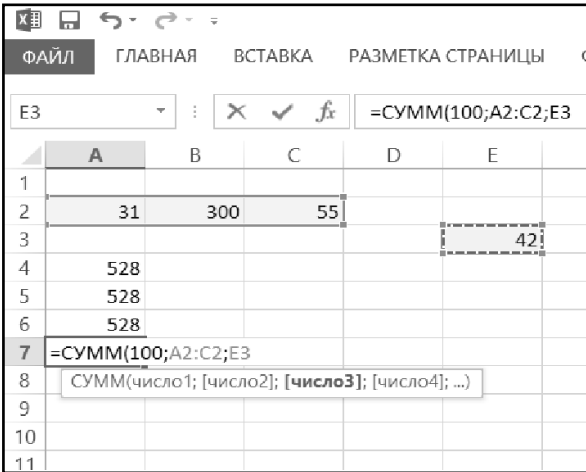 ФАЙЛ ГЛАВНАЯ ВСТАВКА РАЗМЕТКА СТРАНИЦЫ
E3 fx =СУММ(100;A2:C2;E3
A B C D E
1
2 31 300 55
3 42
4 528
5 528
6 528
7 =СУММ(100;A2:C2;E3
8 СУММ(число1; [число2]; [число3]; [число4]; ...)
9
10
11